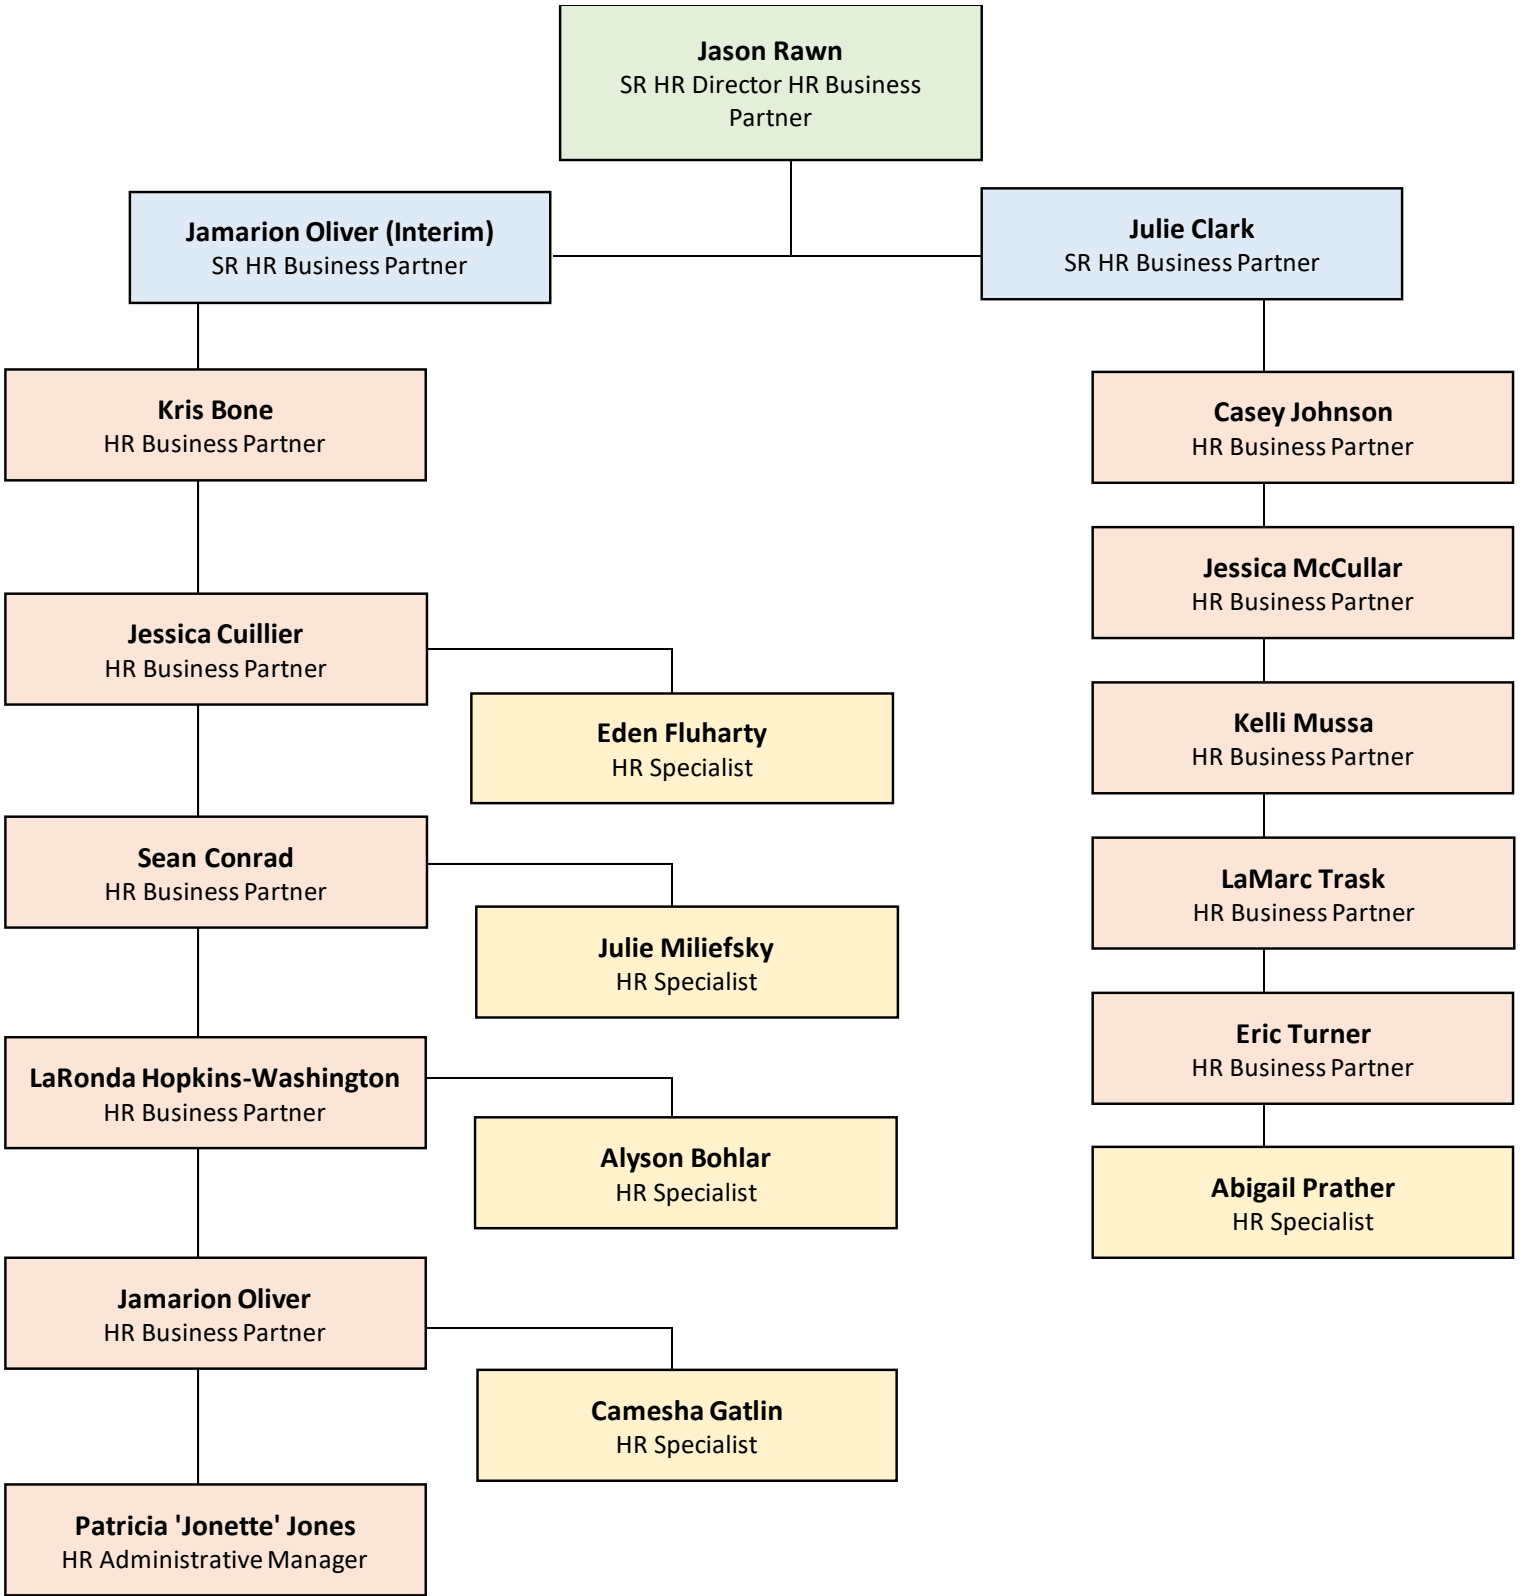 Jason Rawn
SR HR Director HR Business
Partner
Jamarion Oliver (Interim)
SR HR Business Partner
Julie Clark
SR HR Business Partner
Kris Bone
HR Business Partner
Jessica Cuillier
HR Business Partner
Eden Fluharty
HR Specialist
Sean Conrad
HR Business Partner
Julie Miliefsky
HR Specialist
LaRonda Hopkins-Washington
HR Business Partner
Alyson Bohlar
HR Specialist
Jamarion Oliver
HR Business Partner
Camesha Gatlin
HR Specialist
Patricia 'Jonette' Jones
HR Administrative Manager
Casey Johnson
HR Business Partner
Jessica McCullar
HR Business Partner
Kelli Mussa
HR Business Partner
LaMarc Trask
HR Business Partner
Eric Turner
HR Business Partner
Abigail Prather
HR Specialist